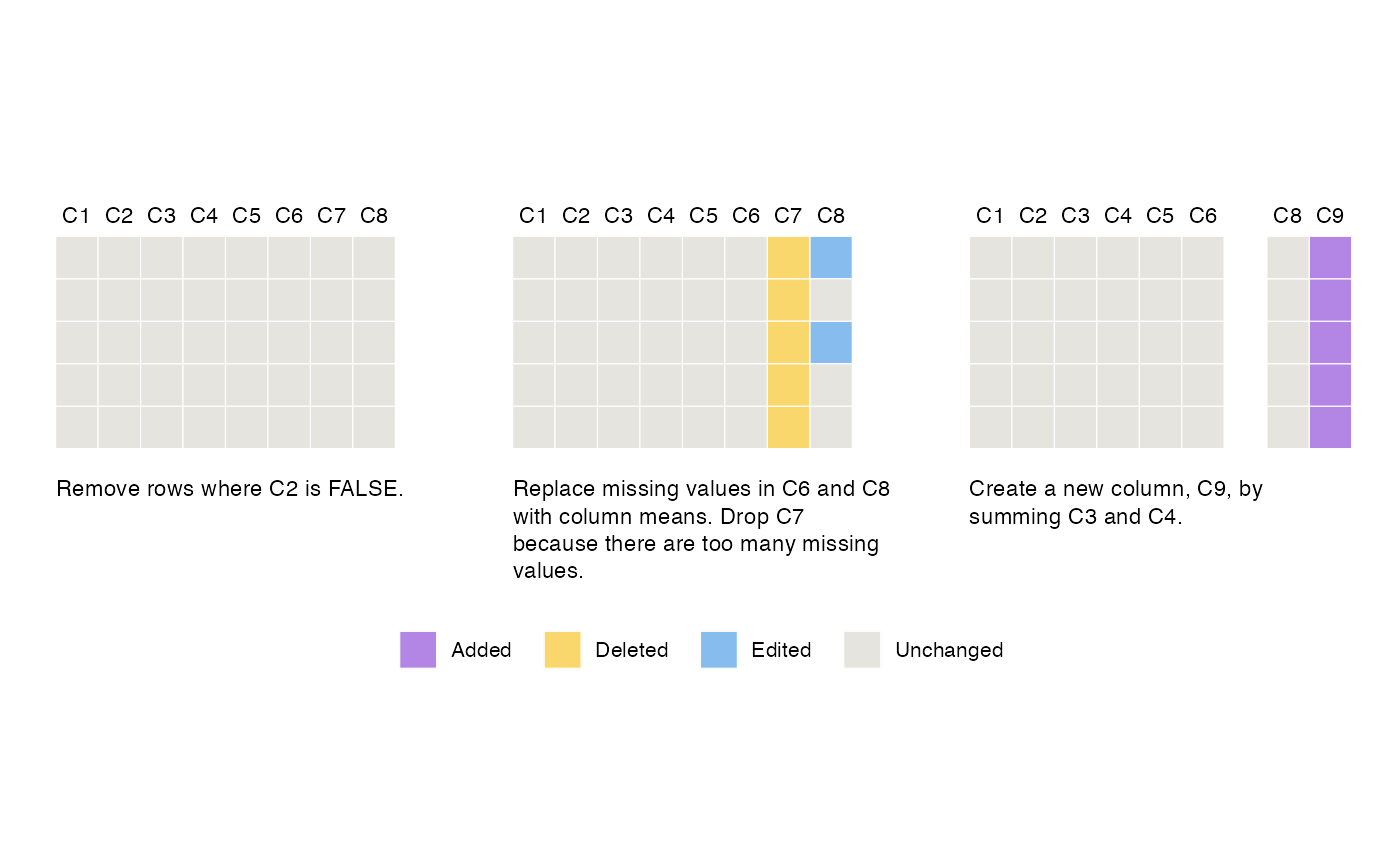 C1 C2 C3 C4 C5 C6 C7 C8
Remove rows where C2 is FALSE.
C1 C2 C3 C4 C5 C6 C7 C8
Replace missing values in C6 and C8
with column means. Drop C7
because there are too many missing
values.
C1 C2 C3 C4 C5 C6 C8 C9
Create a new column, C9, by
summing C3 and C4.
Added Deleted Edited Unchanged